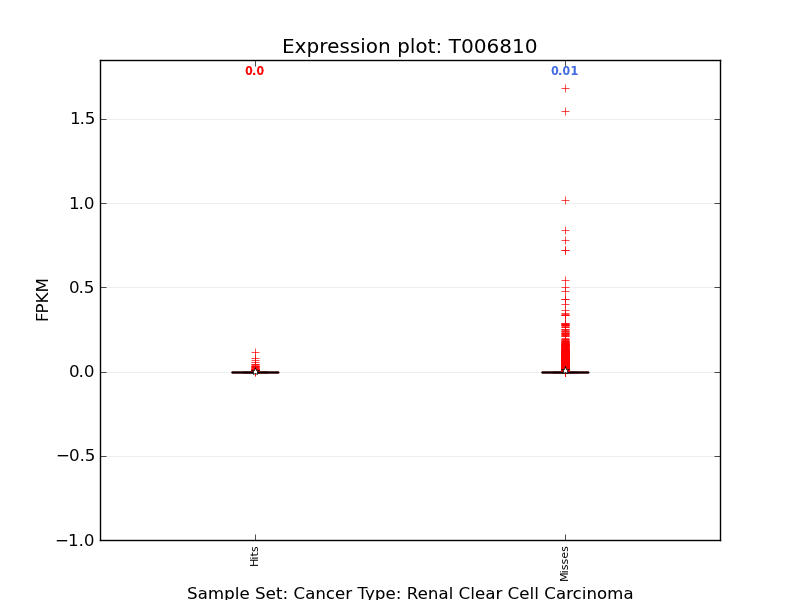 Expression plot: T006810
0.0 0.01
1.5
1.0
0.5
0.0
−0.5
−1.0
FPKM
Hits Misses
Sample Set: Cancer Type: Renal Clear Cell Carcinoma